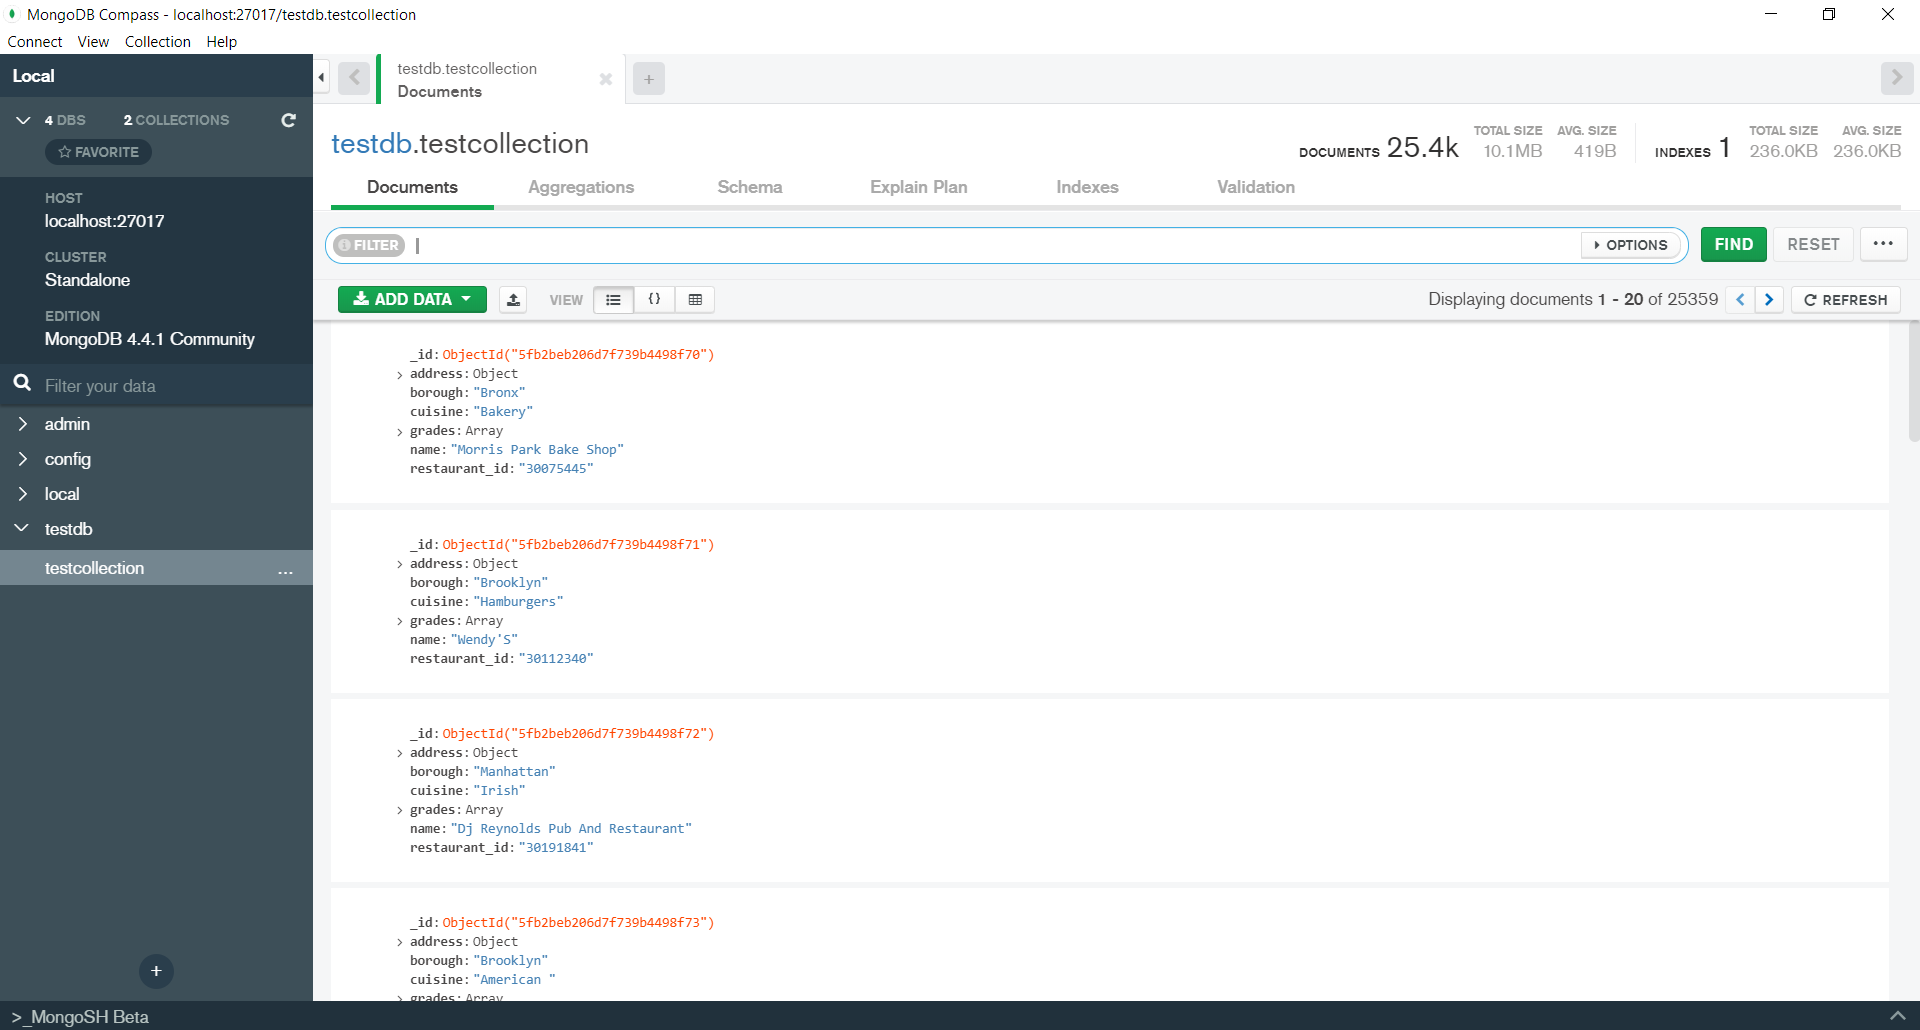 MongoDB Compass - localhost:27017/testdb.testcollection
Connect View Collection Help
Local
4 DBS 2 COLLECTIONS
FAVORITE
HOST
localhost:27017
CLUSTER
Standalone
EDITION
MongoDB 4.4.1 Community
Filter your data
admin
config
local
testdb
testcollection ...
>_MongoSH Beta
testdb.testcollection
Documents
testdb.testcollection
DOCUMENTS 25.4k TOTAL SIZE 10.1MB AVG. SIZE 419B INDEXES 1 TOTAL SIZE 236.0KB AVG. SIZE 236.0KB
Documents Aggregations Schema Explain Plan Indexes Validation
FILTER OPTIONS FIND RESET ...
ADD DATA VIEW {} Displaying documents 1 - 20 of 25359 REFRESH
_id: ObjectId("5fb2beb206d7f739b4498f70")
address: Object
borough: "Bronx"
cuisine: "Bakery"
grades: Array
name: "Morris Park Bake Shop"
restaurant_id: "30075445"
_id: ObjectId("5fb2beb206d7f739b4498f71")
address: Object
borough: "Brooklyn"
cuisine: "Hamburgers"
grades: Array
name: "Wendy'S"
restaurant_id: "30112340"
_id: ObjectId("5fb2beb206d7f739b4498f72")
address: Object
borough: "Manhattan"
cuisine: "Irish"
grades: Array
name: "Dj Reynolds Pub And Restaurant"
restaurant_id: "30191841"
_id: ObjectId("5fb2beb206d7f739b4498f73")
address: Object
borough: "Brooklyn"
cuisine: "American "
grades: Array